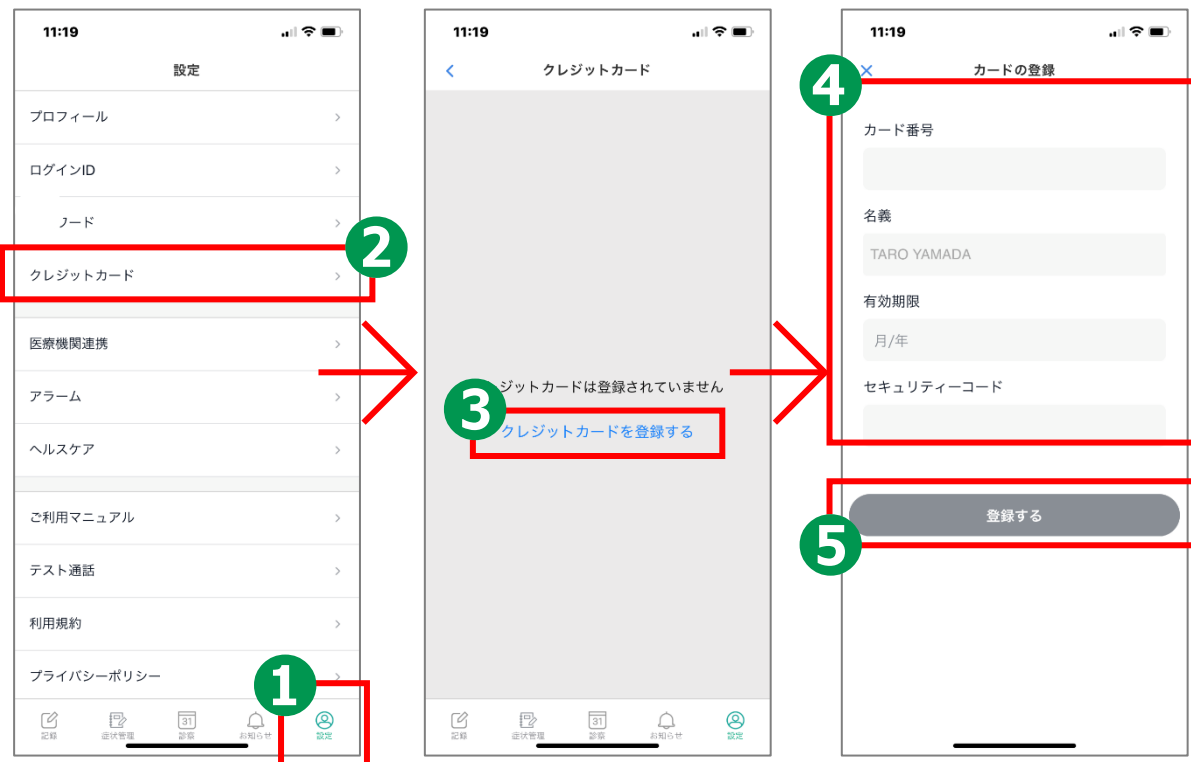 11:19
設定
プロフィール
ログインID
ード
クレジットカード
2
医療機関連携
アラーム
ヘルスケア
ご利用マニュアル
テスト通話
利用規約
プライバシーポリシー
1
記録
症状管理
31
診察
お知らせ
設定
11:19
クレジットカード
ジットカードは登録されていません
3
クレジットカードを登録する
記録
症状管理
31
診察
お知らせ
設定
11:19
4
カードの登録
カード番号
名義
TARO YAMADA
有効期限
月/年
セキュリティーコード
登録する
5